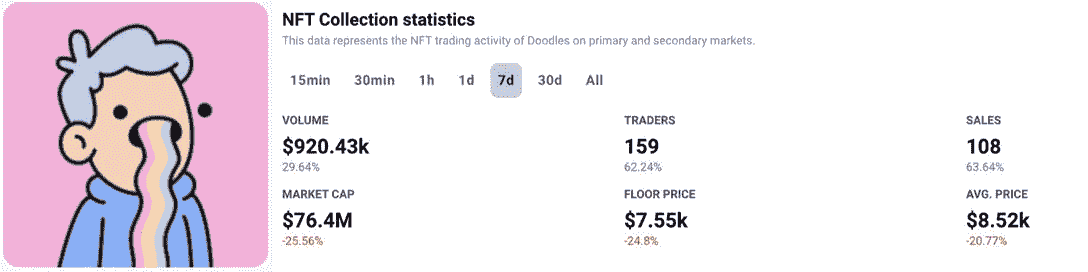 NFT Collection statistics
This data represents the NFT trading activity of Doodles on primary and secondary markets.
15min 30min 1h 1d 7d 30d All
VOLUME TRADERS SALES
$920.43k 159 108
29.64% 62.24% 63.64%
MARKET CAP FLOOR PRICE AVG. PRICE
$76.4M $7.55k $8.52k
-25.56% -24.8% -20.77%